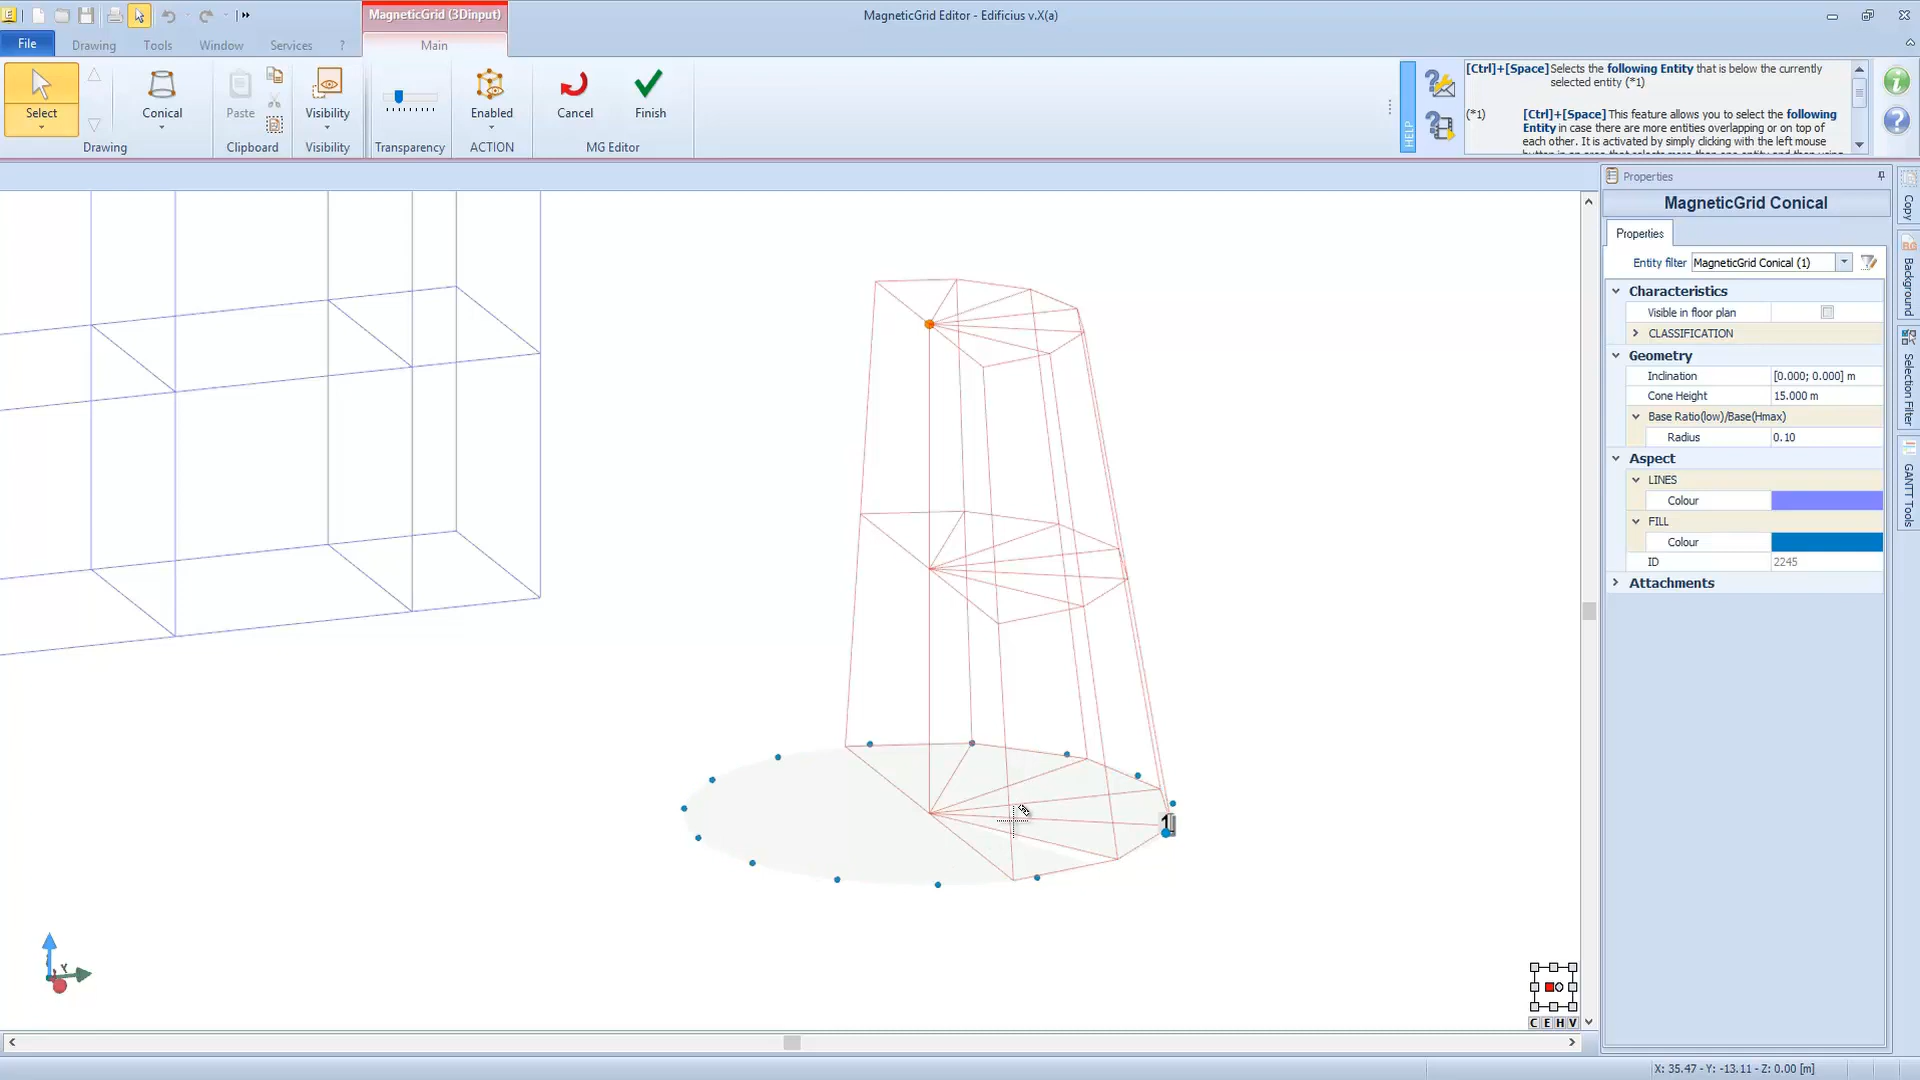 MagneticGrid (3Dinput)
MagneticGrid Editor - Edificius v.X(a)
File
Drawing
Tools
Window
Services
?
Main
Select
Conical
Paste
Visibility
Enabled
Cancel
Finish
Drawing
Clipboard
Visibility
Transparency
ACTION
MG Editor
HELP
[Ctrl]+[Space] Selects the following Entity that is below the currently
selected entity (*1)
(*1) [Ctrl]+[Space] This feature allows you to select the following
Entity in case there are more entities overlapping or on top of
each other. It is activated by simply clicking with the left mouse
Properties
MagneticGrid Conical
Properties
Entity filter MagneticGrid Conical (1)
Characteristics
Visible in floor plan
CLASSIFICATION
Geometry
Inclination [0.000; 0.000] m
Cone Height 15.000 m
Base Ratio(low)/Base(Hmax)
Radius 0.10
Aspect
LINES
Colour
FILL
Colour
ID 2245
Attachments
Copy
Background
Selection Filter
GANTT Tools
1
Y
C E H V
X: 35.47 - Y: -13.11 - Z: 0.00 [m]